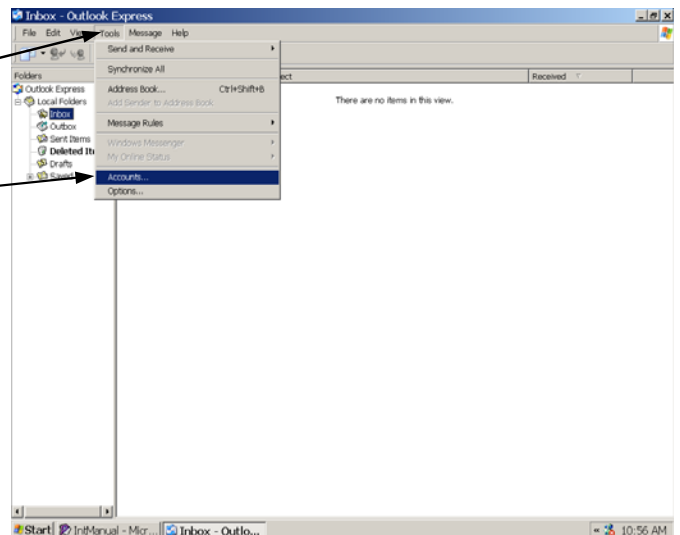 Inbox - Outlook Express
File Edit View Tools Message Help
Send and Receive
Synchronize All
Address Book... Ctrl+Shift+B
Add Sender to Address Book
Message Rules
Windows Messenger
My Online Status
Accounts...
Options...
Received
There are no items in this view.
Folders
Outlook Express
Local Folders
Inbox
Outbox
Sent Items
Deleted Ite
Drafts
Saved
Start IntManual - Micr... Inbox - Outlo... 10:56 AM